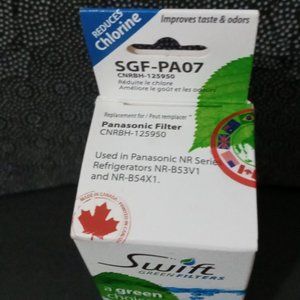 REDUCES
Chlorine
Improves taste & odors
SGF-PA07
CNRBH-125950
Réduite le chlore
Améliore le goût et les odeurs
Replacement for / Peut remplacer
Panasonic Filter
CNRBH-125950
Used in Panasonic NR Series
Refrigerators NR-B53V1
and NR-B54X1.
MADE IN CANADA
Swift
GREEN FILTERS
a green